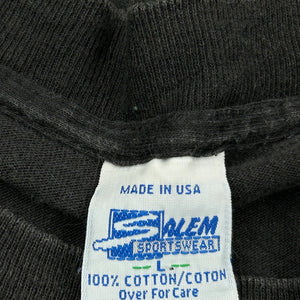 MADE IN USA
SALEM
SPORTSWEAR
L
100% COTTON/COTON
Over For Care